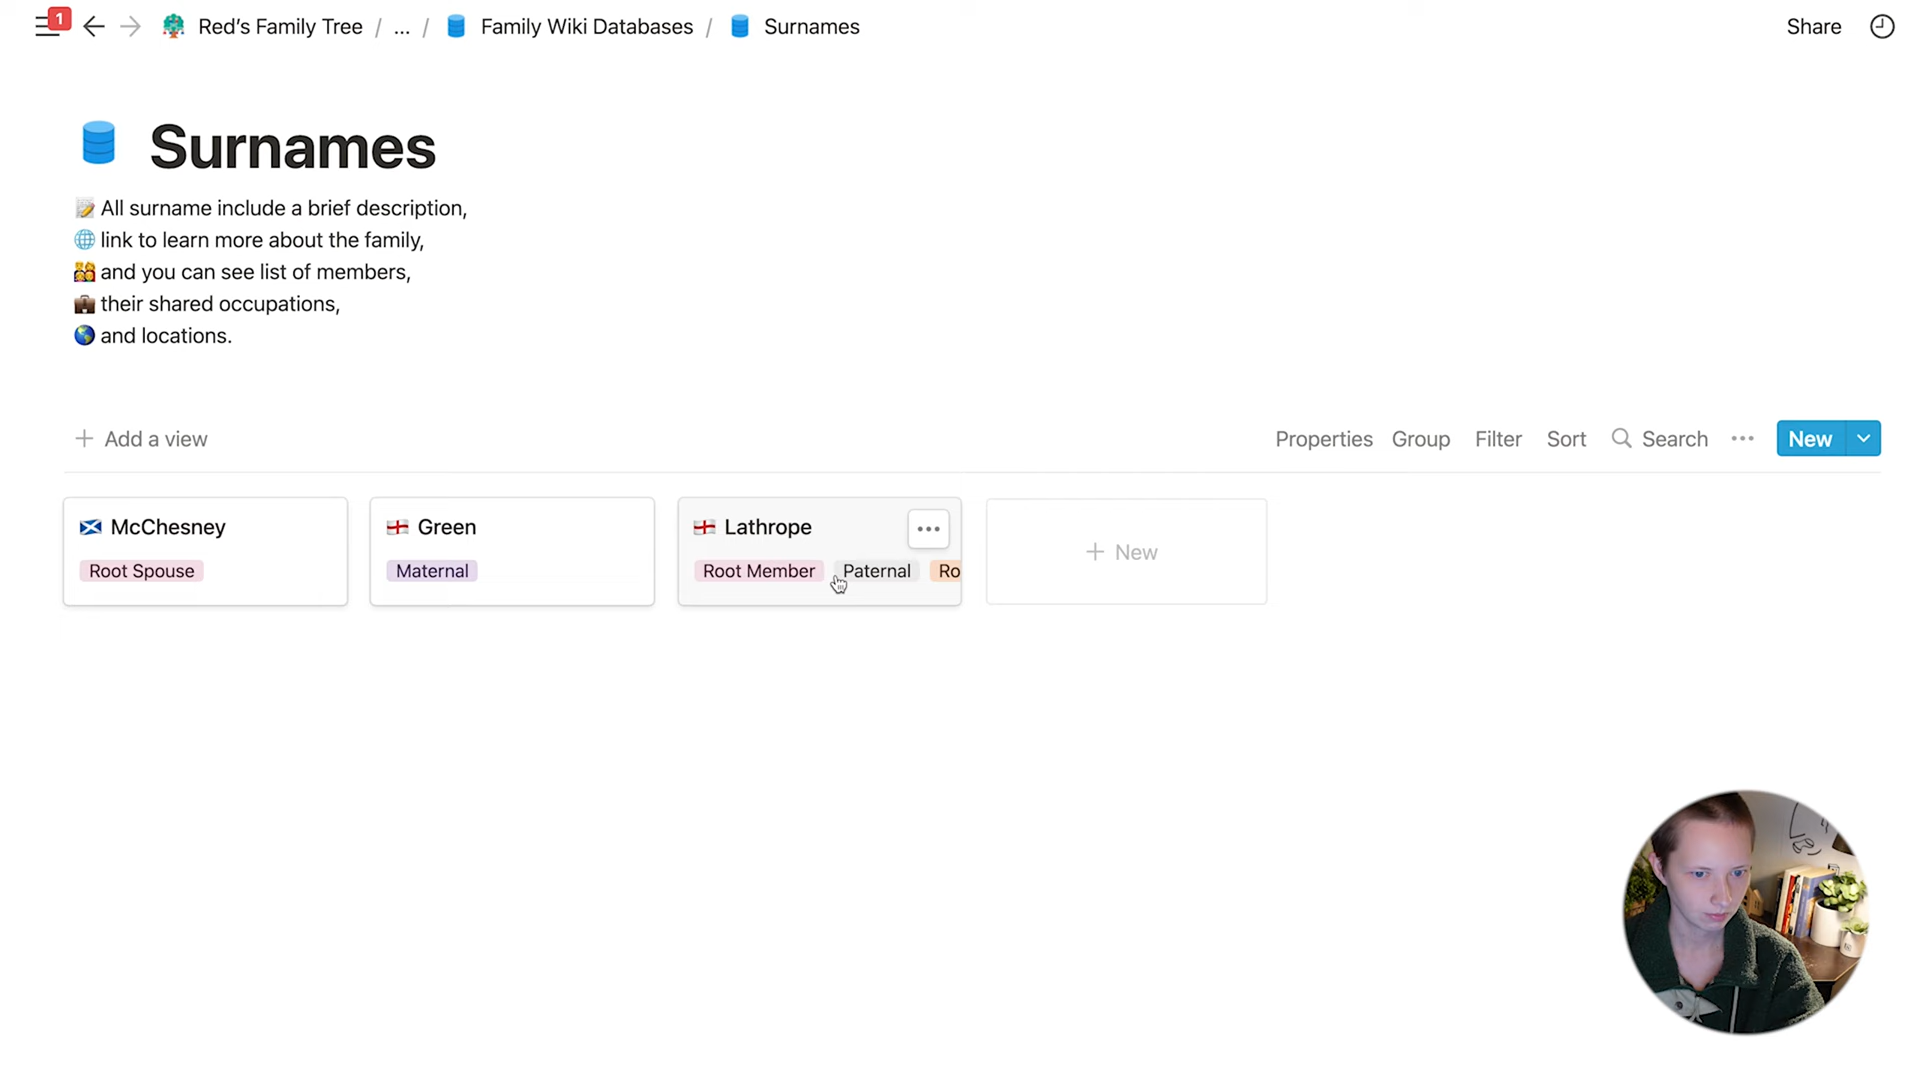 1
Red's Family Tree / ... / Family Wiki Databases / Surnames
Share
Surnames
All surname include a brief description,
link to learn more about the family,
and you can see list of members,
their shared occupations,
and locations.
+ Add a view
Properties Group Filter Sort Search ... New
McChesney
Root Spouse
Green
Maternal
Lathrope
Root Member Paternal Ro
+ New